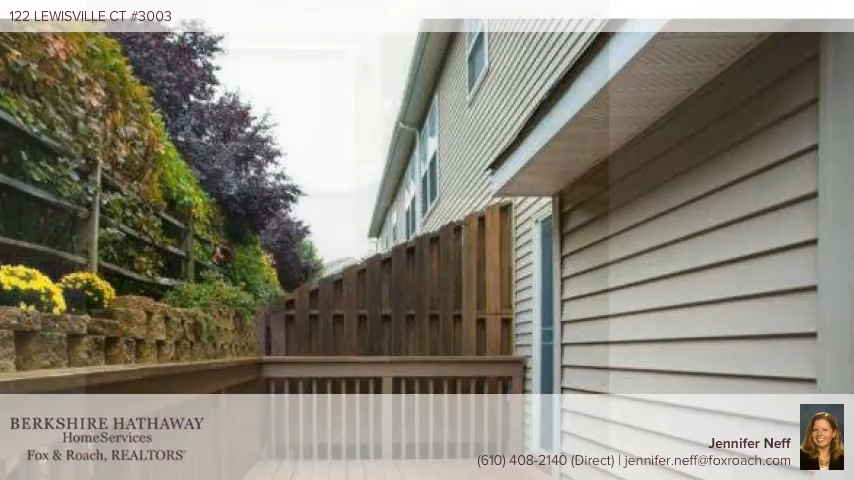 122 LEWISVILLE CT #3003
BERKSHIRE HATHAWAY
HomeServices
Fox & Roach, REALTORS®
Jennifer Neff
(610) 408-2140 (Direct) | jennifer.neff@foxroach.com